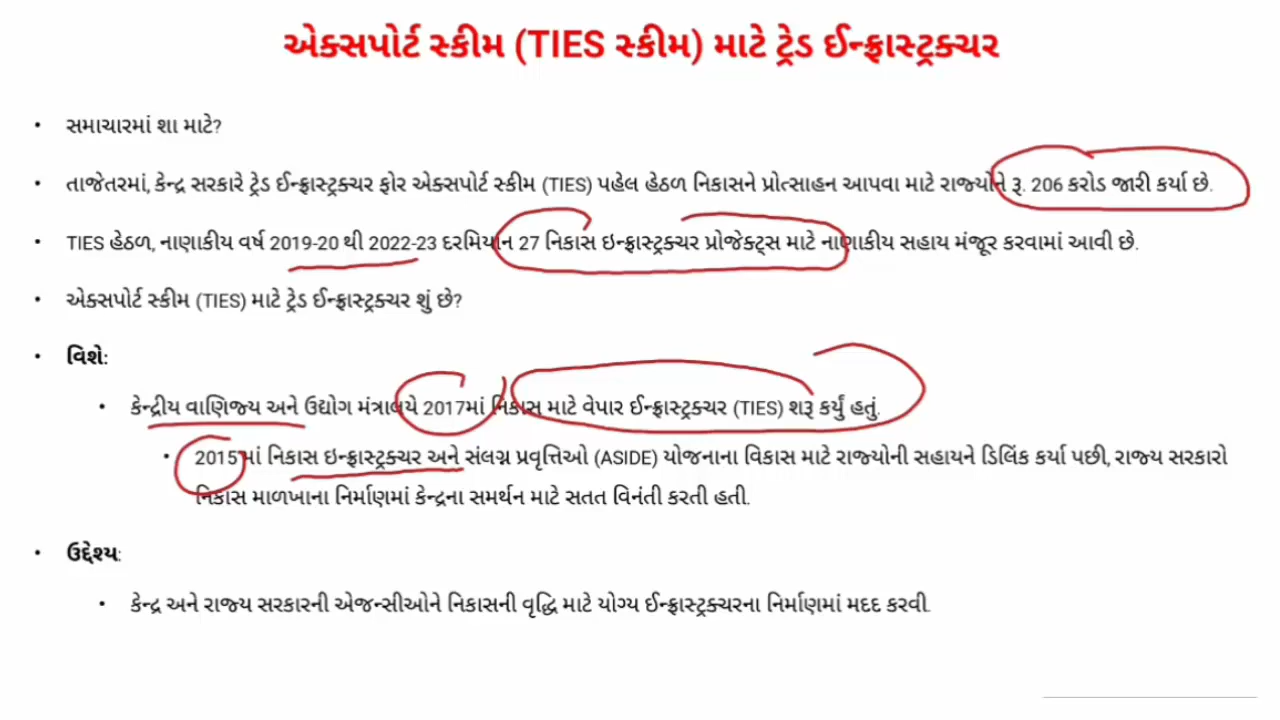 એક્સપોર્ટ સ્કીમ (TIES સ્કીમ) માટે ટ્રેડ ઈન્ફ્રાસ્ટ્રક્ચર
• સમાચારમાં શા માટે?
• તાજેતરમાં, કેન્દ્ર સરકારે ટ્રેડ ઈન્ફ્રાસ્ટ્રક્ચર ફોર એક્સપોર્ટ સ્કીમ (TIES) પહેલ હેઠળ નિકાસને પ્રોત્સાહન આપવા માટે રાજ્યોને રૂ. 206 કરોડ જારી કર્યા છે.
• TIES હેઠળ, નાણાકીય વર્ષ 2019-20 થી 2022-23 દરમિયાન 27 નિકાસ ઇન્ફ્રાસ્ટ્રક્ચર પ્રોજેક્ટ્સ માટે નાણાકીય સહાય મંજૂર કરવામાં આવી છે.
• એક્સપોર્ટ સ્કીમ (TIES) માટે ટ્રેડ ઈન્ફ્રાસ્ટ્રક્ચર શું છે?
• વિશે:
• કેન્દ્રીય વાણિજ્ય અને ઉદ્યોગ મંત્રાલયે 2017માં નિકાસ માટે વેપાર ઈન્ફ્રાસ્ટ્રક્ચર (TIES) શરૂ કર્યું હતું.
• 2015માં નિકાસ ઇન્ફ્રાસ્ટ્રક્ચર અને સંલગ્ન પ્રવૃત્તિઓ (ASIDE) યોજનાના વિકાસ માટે રાજ્યોની સહાયને ડિલિંક કર્યા પછી, રાજ્ય સરકારો
નિકાસ માળખાના નિર્માણમાં કેન્દ્રના સમર્થન માટે સતત વિનંતી કરતી હતી.
• ઉદ્દેશ્ય:
• કેન્દ્ર અને રાજ્ય સરકારની એજન્સીઓને નિકાસની વૃદ્ધિ માટે યોગ્ય ઈન્ફ્રાસ્ટ્રક્ચરના નિર્માણમાં મદદ કરવી.